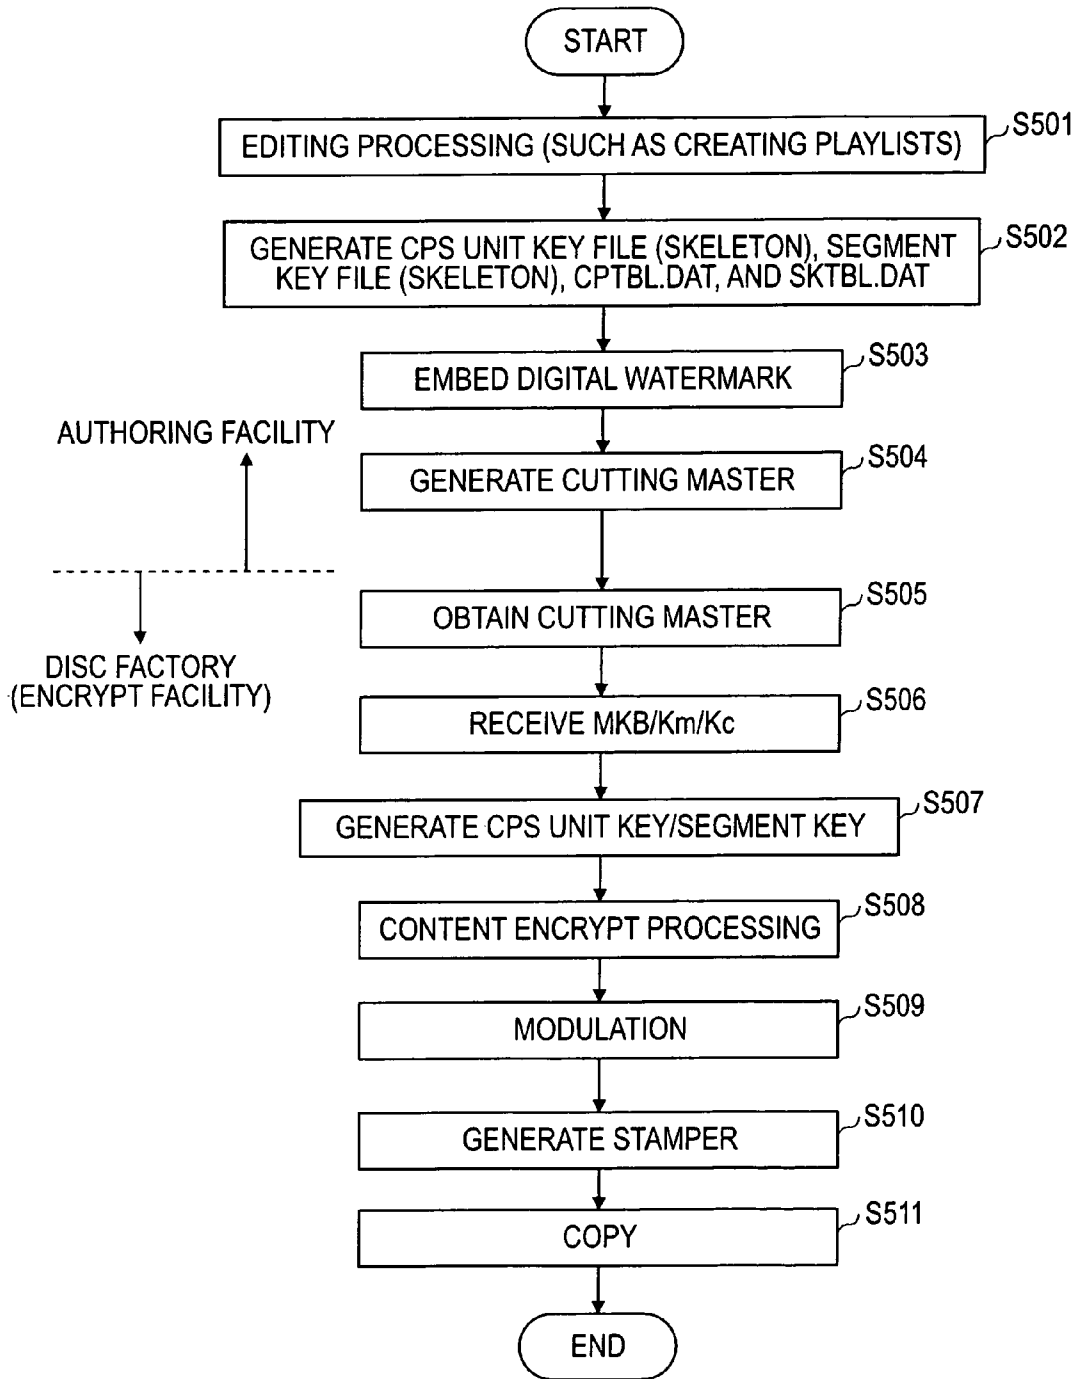 START
EDITING PROCESSING (SUCH AS CREATING PLAYLISTS)
S501
GENERATE CPS UNIT KEY FILE (SKELETON), SEGMENT
KEY FILE (SKELETON), CPTBL.DAT, AND SKTBL.DAT
S502
EMBED DIGITAL WATERMARK
S503
AUTHORING FACILITY
GENERATE CUTTING MASTER
S504
OBTAIN CUTTING MASTER
S505
DISC FACTORY
(ENCRYPT FACILITY)
RECEIVE MKB/Km/Kc
S506
GENERATE CPS UNIT KEY/SEGMENT KEY
S507
CONTENT ENCRYPT PROCESSING
S508
MODULATION
S509
GENERATE STAMPER
S510
COPY
S511
END